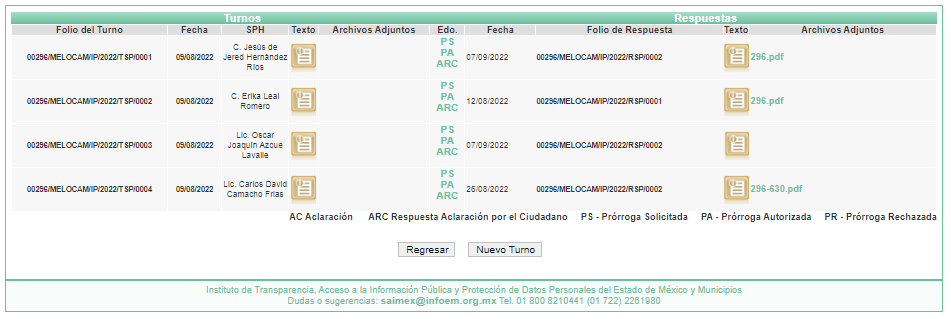 Turnos Respuestas
Folio del Turno Fecha SPH Texto Archivos Adjuntos Edo. Fecha Folio de Respuesta Texto Archivos Adjuntos
00296/MELOCAM/IP/2022/TSP/0001 09/08/2022 C. Jesús de Jered Hernández Ríos PS PA ARC 07/09/2022 00296/MELOCAM/IP/2022/RSP/0002 296.pdf
00296/MELOCAM/IP/2022/TSP/0002 09/08/2022 C. Erika Leal Romero PS PA ARC 12/08/2022 00296/MELOCAM/IP/2022/RSP/0001 296.pdf
00296/MELOCAM/IP/2022/TSP/0003 09/08/2022 Lic. Oscar Joaquín Azcue Lavalle PS PA ARC 07/09/2022 00296/MELOCAM/IP/2022/RSP/0002
00296/MELOCAM/IP/2022/TSP/0004 09/08/2022 Lic. Carlos David Camacho Frias PS PA ARC 26/08/2022 00296/MELOCAM/IP/2022/RSP/0002 296-630.pdf
AC Aclaración ARC Respuesta Aclaración por el Ciudadano PS - Prórroga Solicitada PA - Prórroga Autorizada PR - Prórroga Rechazada
Regresar Nuevo Turno
Instituto de Transparencia, Acceso a la Información Pública y Protección de Datos Personales del Estado de México y Municipios
Dudas o sugerencias: saimex@infoem.org.mx Tel. 01 800 8210441 (01 722) 2261980